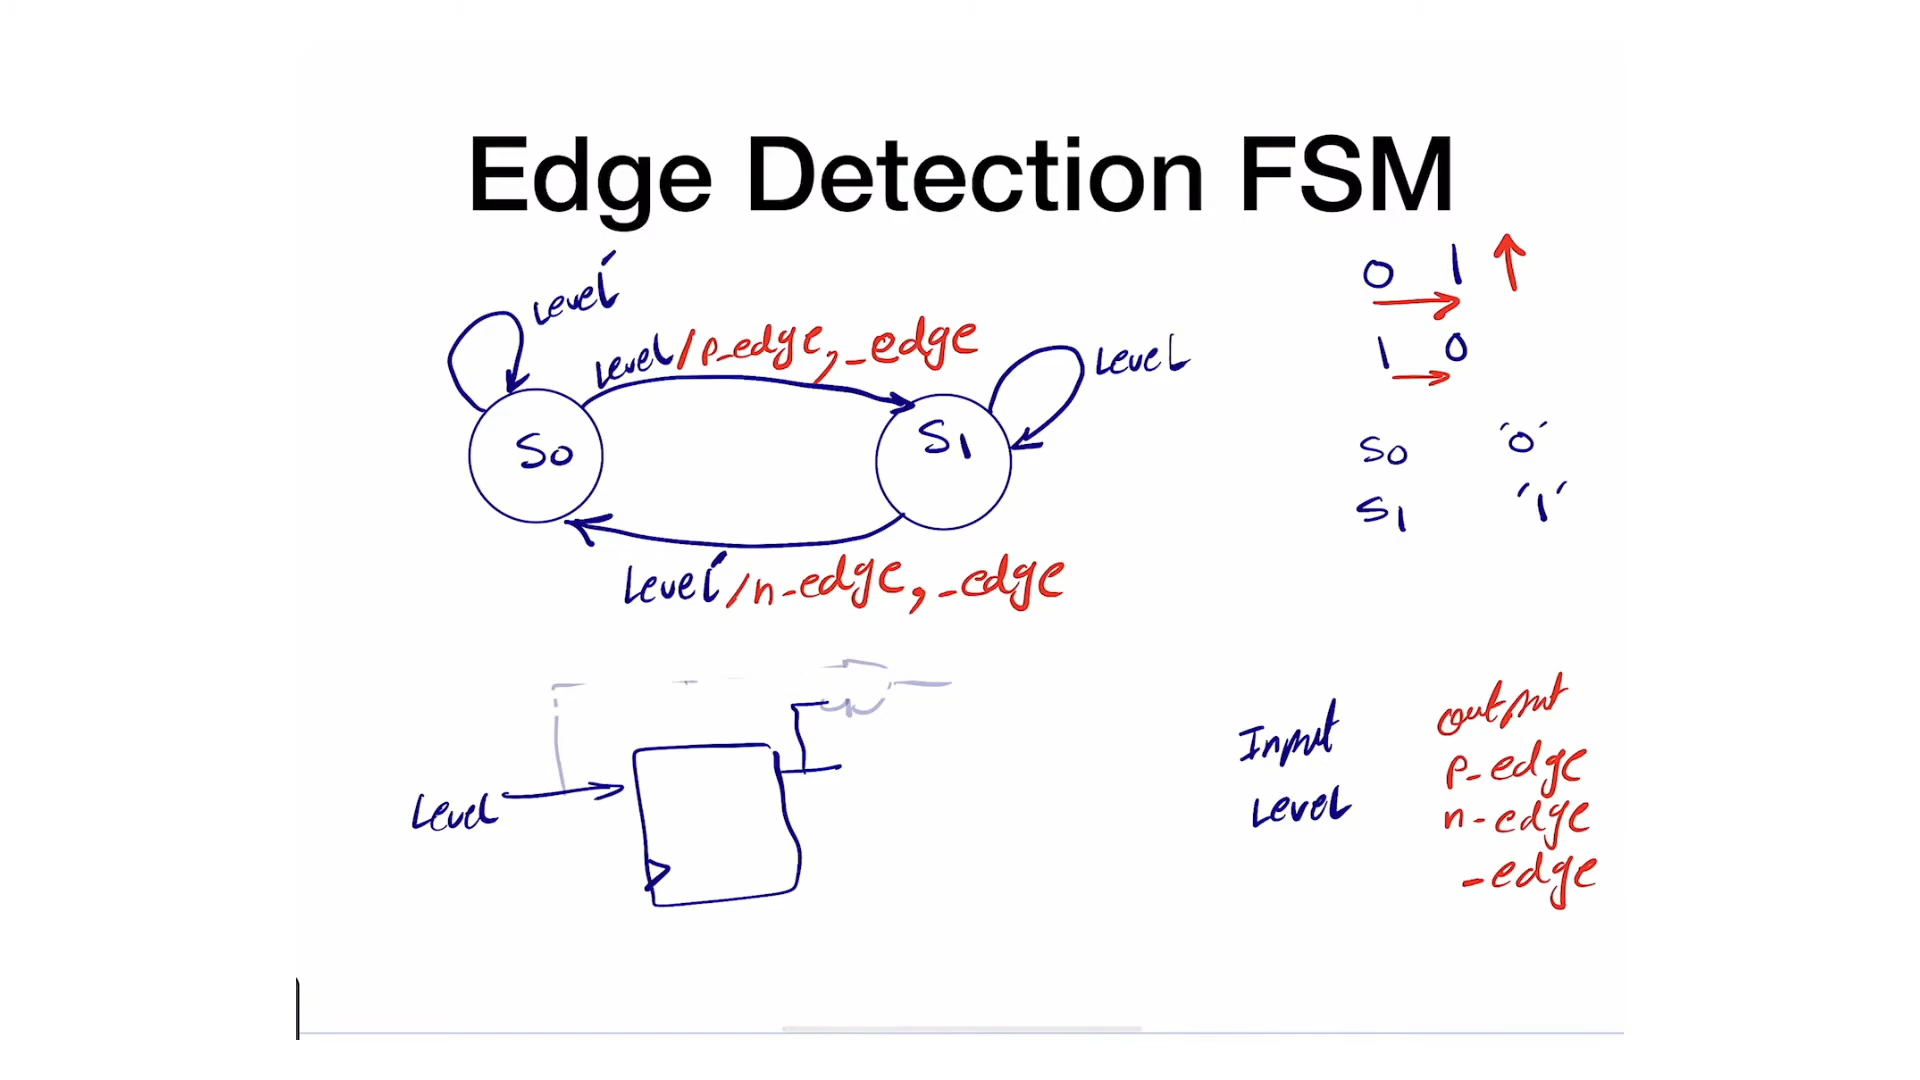 Edge Detection FSM
Level'
Level/p_edge, _edge
Level
S0
S1
Level'/n-edge, _edge
Level
0 1
1 0
S0 '0'
S1 '1'
Input output
Level p-edge
n-edge
_edge